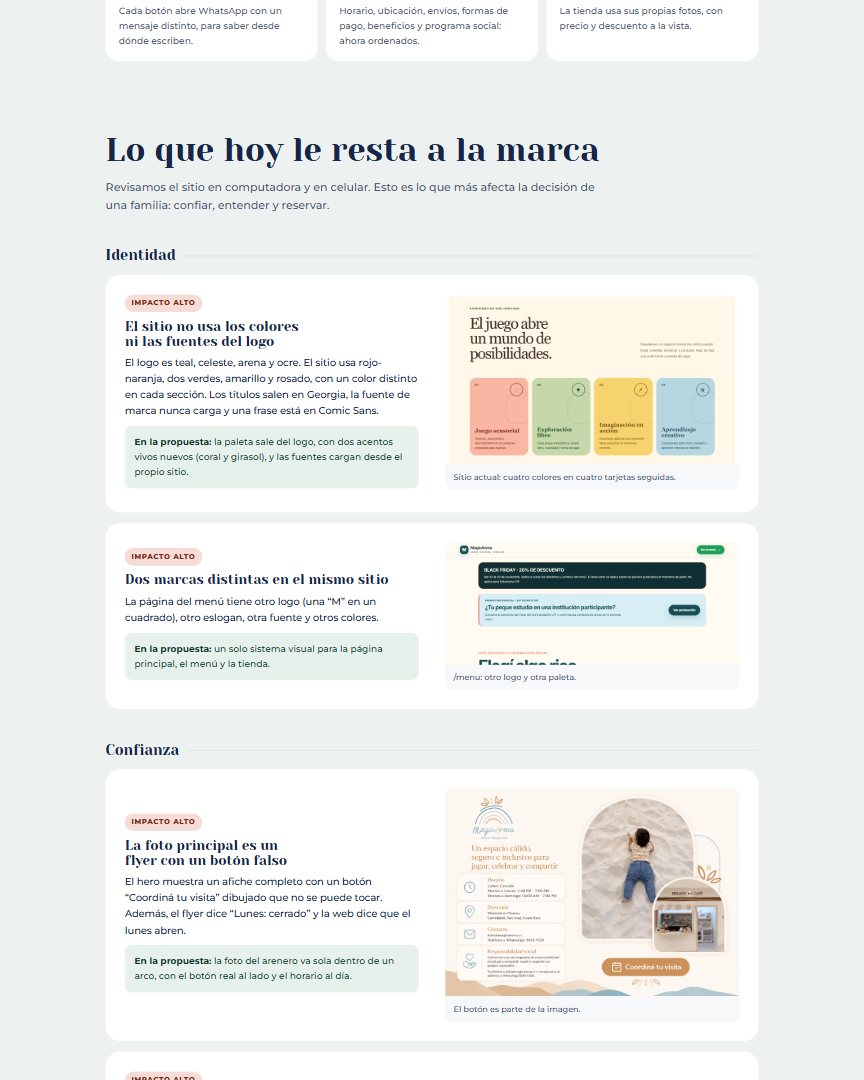 Cada botón abre WhatsApp con un
mensaje distinto, para saber desde
dónde escriben.
Horario, ubicación, envíos, formas de
pago, beneficios y programa social:
ahora ordenados.
La tienda usa sus propias fotos, con
precio y descuento a la vista.
Lo que hoy le resta a la marca
Revisamos el sitio en computadora y en celular. Esto es lo que más afecta la decisión de
una familia: confiar, entender y reservar.
Identidad
IMPACTO ALTO
El sitio no usa los colores
ni las fuentes del logo
El logo es teal, celeste, arena y ocre. El sitio usa rojo-
naranja, dos verdes, amarillo y rosado, con un color distinto
en cada sección. Los títulos salen en Georgia, la fuente de
marca nunca carga y una frase está en Comic Sans.
En la propuesta: la paleta sale del logo, con dos acentos
vivos nuevos (coral y girasol), y las fuentes cargan desde el
propio sitio.
El juego abre
un mundo de
posibilidades.
Juego sensorial
Exploración
libre
Imaginación en
acción
Aprendizaje
creativo
Sitio actual: cuatro colores en cuatro tarjetas seguidas.
IMPACTO ALTO
Dos marcas distintas en el mismo sitio
La página del menú tiene otro logo (una “M” en un
cuadrado), otro eslogan, otra fuente y otros colores.
En la propuesta: un solo sistema visual para la página
principal, el menú y la tienda.
BLACK FRIDAY · 20% DE DESCUENTO
¿Tu peque estudia en una institución participante?
Ver promoción
/menu: otro logo y otra paleta.
Confianza
IMPACTO ALTO
La foto principal es un
flyer con un botón falso
El hero muestra un afiche completo con un botón
“Coordiná tu visita” dibujado que no se puede tocar.
Además, el flyer dice “Lunes: cerrado” y la web dice que el
lunes abren.
En la propuesta: la foto del arenero va sola dentro de un
arco, con el botón real al lado y el horario al día.
Un espacio cálido,
seguro e inclusivo para
jugar, celebrar y compartir
Horario
Lunes: Cerrado
Dirección
Contacto
Responsabilidad social
Coordiná tu visita
El botón es parte de la imagen.
IMPACTO ALTO